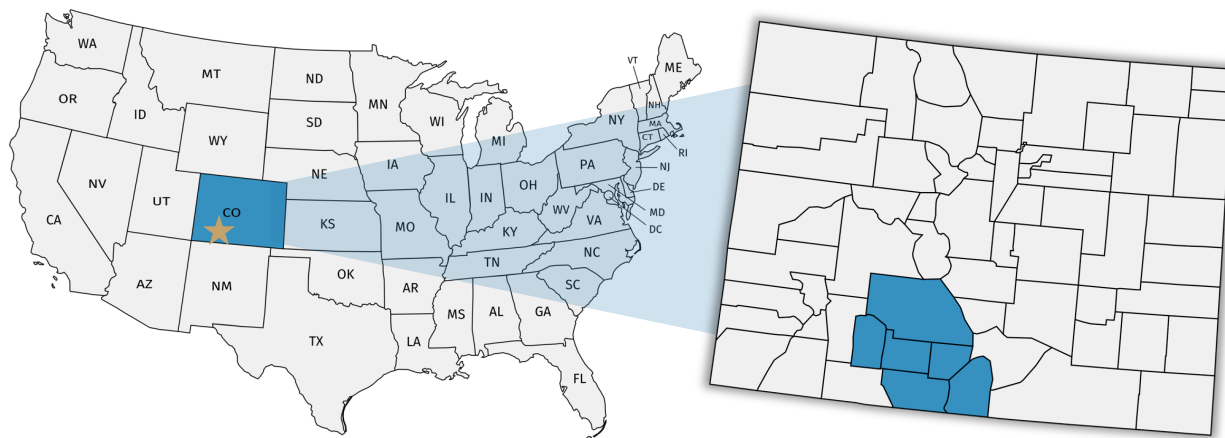 WA
MT
ND
MN
VT
ME
OR
ID
SD
WI
MI
NY
NH
MA
CT
RI
WY
IA
NE
PA
NJ
NV
UT
CO
IL
IN
OH
DE
CA
KS
MO
WV
VA
MD
KY
DC
NC
TN
AZ
NM
OK
AR
SC
MS
AL
GA
TX
LA
FL